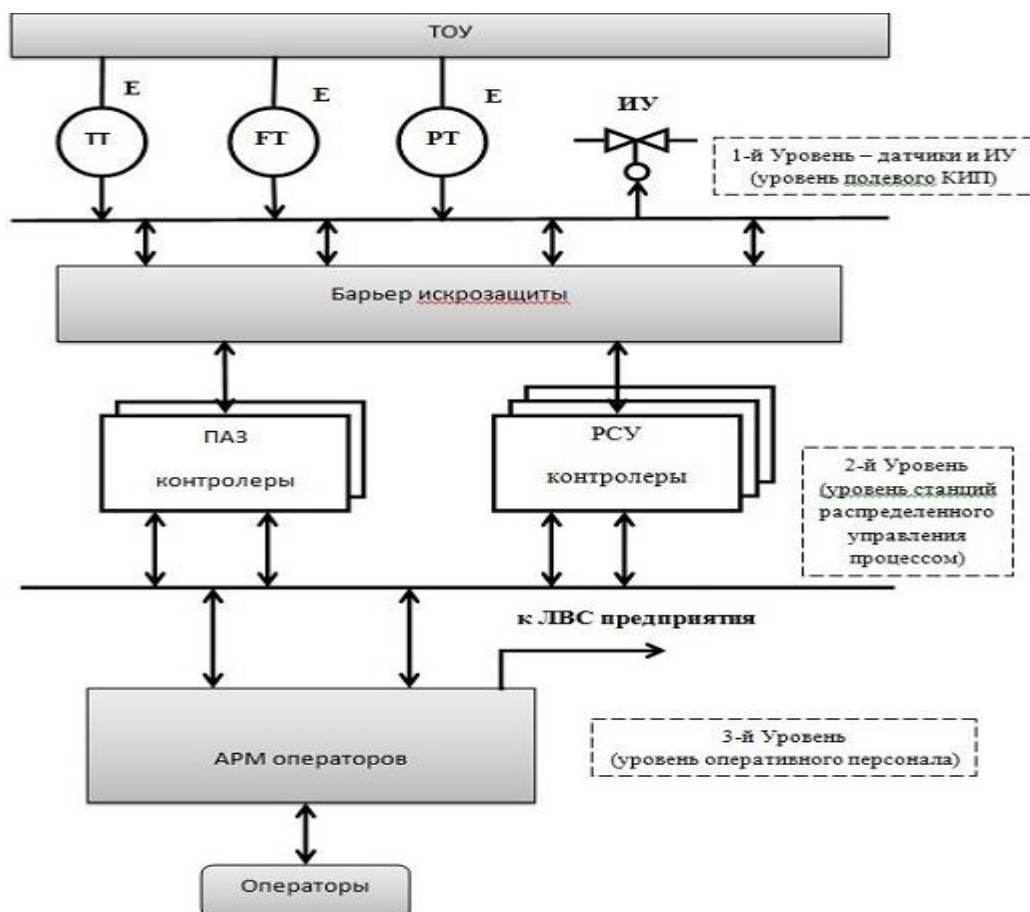 ТОУ
E
E
E
ИУ
ТТ
FT
PT
1-й Уровень – датчики и ИУ
(уровень полевого КИП)
Барьер искрозащиты
ПАЗ
контролеры
РСУ
контролеры
2-й Уровень
(уровень станций
распределенного
управления
процессом)
к ЛВС предприятия
АРМ операторов
3-й Уровень
(уровень оперативного персонала)
Операторы